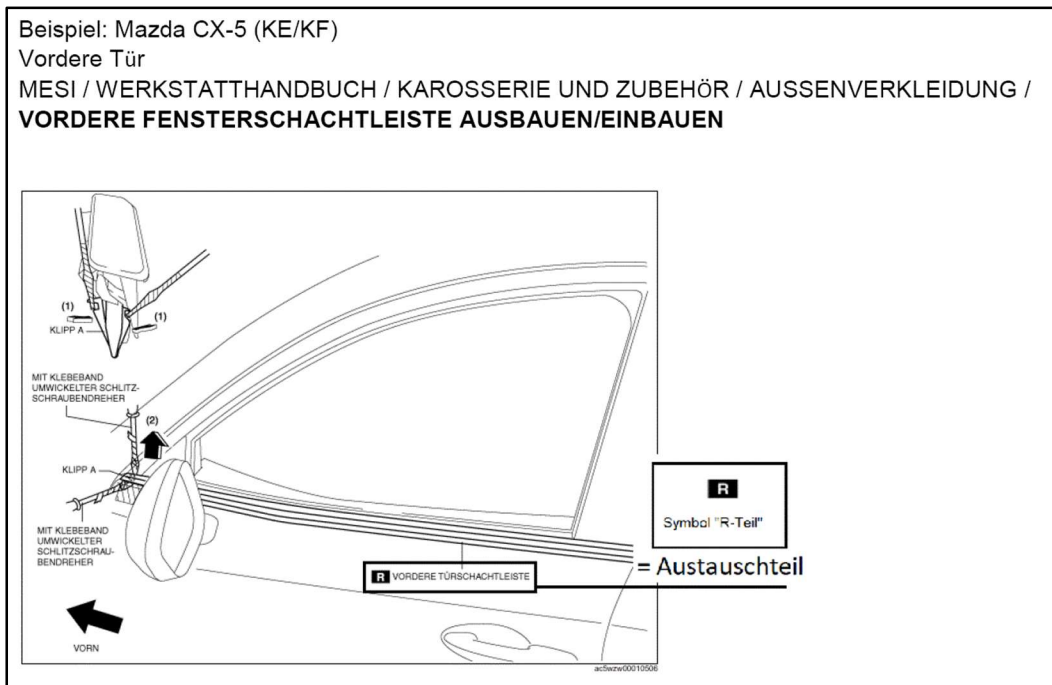 Beispiel: Mazda CX-5 (KE/KF)
Vordere Tür
MESI / WERKSTATTHANDBUCH / KAROSSERIE UND ZUBEHÖR / AUSSENVERKLEIDUNG /
VORDERE FENSTERSCHACHTLEISTE AUSBAUEN/EINBAUEN
(1)
(1)
KLIPP A
MIT KLEBEBAND
UMWICKELTER SCHLITZ-
SCHRAUBENDREHER
(2)
KLIPP A
MIT KLEBEBAND
UMWICKELTER
SCHLITZSCHRAU-
BENDREHER
R
Symbol "R-Teil"
= Austauschteil
R VORDERE TÜRSCHACHTLEISTE
VORN
ac5wzw00010506